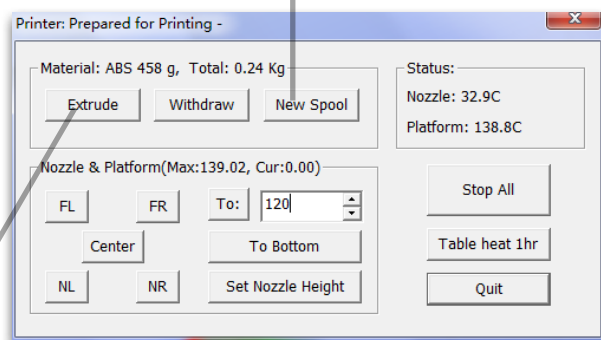 Printer: Prepared for Printing -
Material: ABS 458 g, Total: 0.24 Kg
Extrude Withdraw New Spool
Status:
Nozzle: 32.9C
Platform: 138.8C
Nozzle & Platform(Max:139.02, Cur:0.00)
FL FR To: 120
Center To Bottom
NL NR Set Nozzle Height
Stop All
Table heat 1hr
Quit